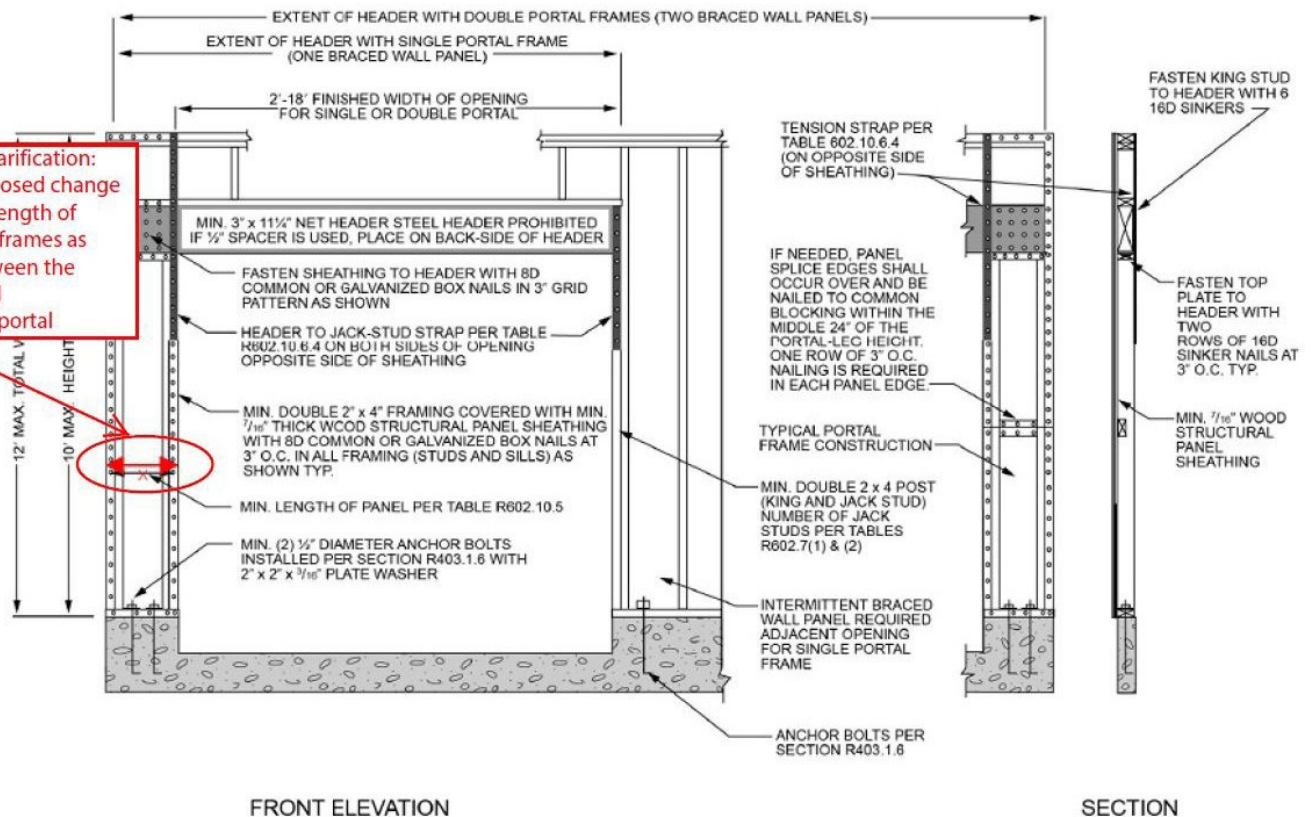 EXTENT OF HEADER WITH DOUBLE PORTAL FRAMES (TWO BRACED WALL PANELS)
EXTENT OF HEADER WITH SINGLE PORTAL FRAME
(ONE BRACED WALL PANEL)
2'-18' FINISHED WIDTH OF OPENING
FOR SINGLE OR DOUBLE PORTAL
arification:
osed change
ength of
frames as
ween the
portal
12' MAX. TOTAL
10' MAX. HEIGHT
MIN. 3" x 11¼" NET HEADER STEEL HEADER PROHIBITED
IF ½" SPACER IS USED, PLACE ON BACK-SIDE OF HEADER
FASTEN SHEATHING TO HEADER WITH 8D
COMMON OR GALVANIZED BOX NAILS IN 3" GRID
PATTERN AS SHOWN
HEADER TO JACK-STUD STRAP PER TABLE
R602.10.6.4 ON BOTH SIDES OF OPENING
OPPOSITE SIDE OF SHEATHING
MIN. DOUBLE 2" x 4" FRAMING COVERED WITH MIN.
7/16" THICK WOOD STRUCTURAL PANEL SHEATHING
WITH 8D COMMON OR GALVANIZED BOX NAILS AT
3" O.C. IN ALL FRAMING (STUDS AND SILLS) AS
SHOWN TYP.
X
MIN. LENGTH OF PANEL PER TABLE R602.10.5
MIN. (2) ½" DIAMETER ANCHOR BOLTS
INSTALLED PER SECTION R403.1.6 WITH
2" x 2" x 3/16" PLATE WASHER
TENSION STRAP PER
TABLE 602.10.6.4
(ON OPPOSITE SIDE
OF SHEATHING)
IF NEEDED, PANEL
SPLICE EDGES SHALL
OCCUR OVER AND BE
NAILED TO COMMON
BLOCKING WITHIN THE
MIDDLE 24" OF THE
PORTAL-LEG HEIGHT.
ONE ROW OF 3" O.C.
NAILING IS REQUIRED
IN EACH PANEL EDGE.
TYPICAL PORTAL
FRAME CONSTRUCTION
MIN. DOUBLE 2 x 4 POST
(KING AND JACK STUD)
NUMBER OF JACK
STUDS PER TABLES
R602.7(1) & (2)
INTERMITTENT BRACED
WALL PANEL REQUIRED
ADJACENT OPENING
FOR SINGLE PORTAL
FRAME
ANCHOR BOLTS PER
SECTION R403.1.6
FASTEN KING STUD
TO HEADER WITH 6
16D SINKERS
FASTEN TOP
PLATE TO
HEADER WITH
TWO
ROWS OF 16D
SINKER NAILS AT
3" O.C. TYP.
MIN. 7/16" WOOD
STRUCTURAL
PANEL
SHEATHING
FRONT ELEVATION
SECTION